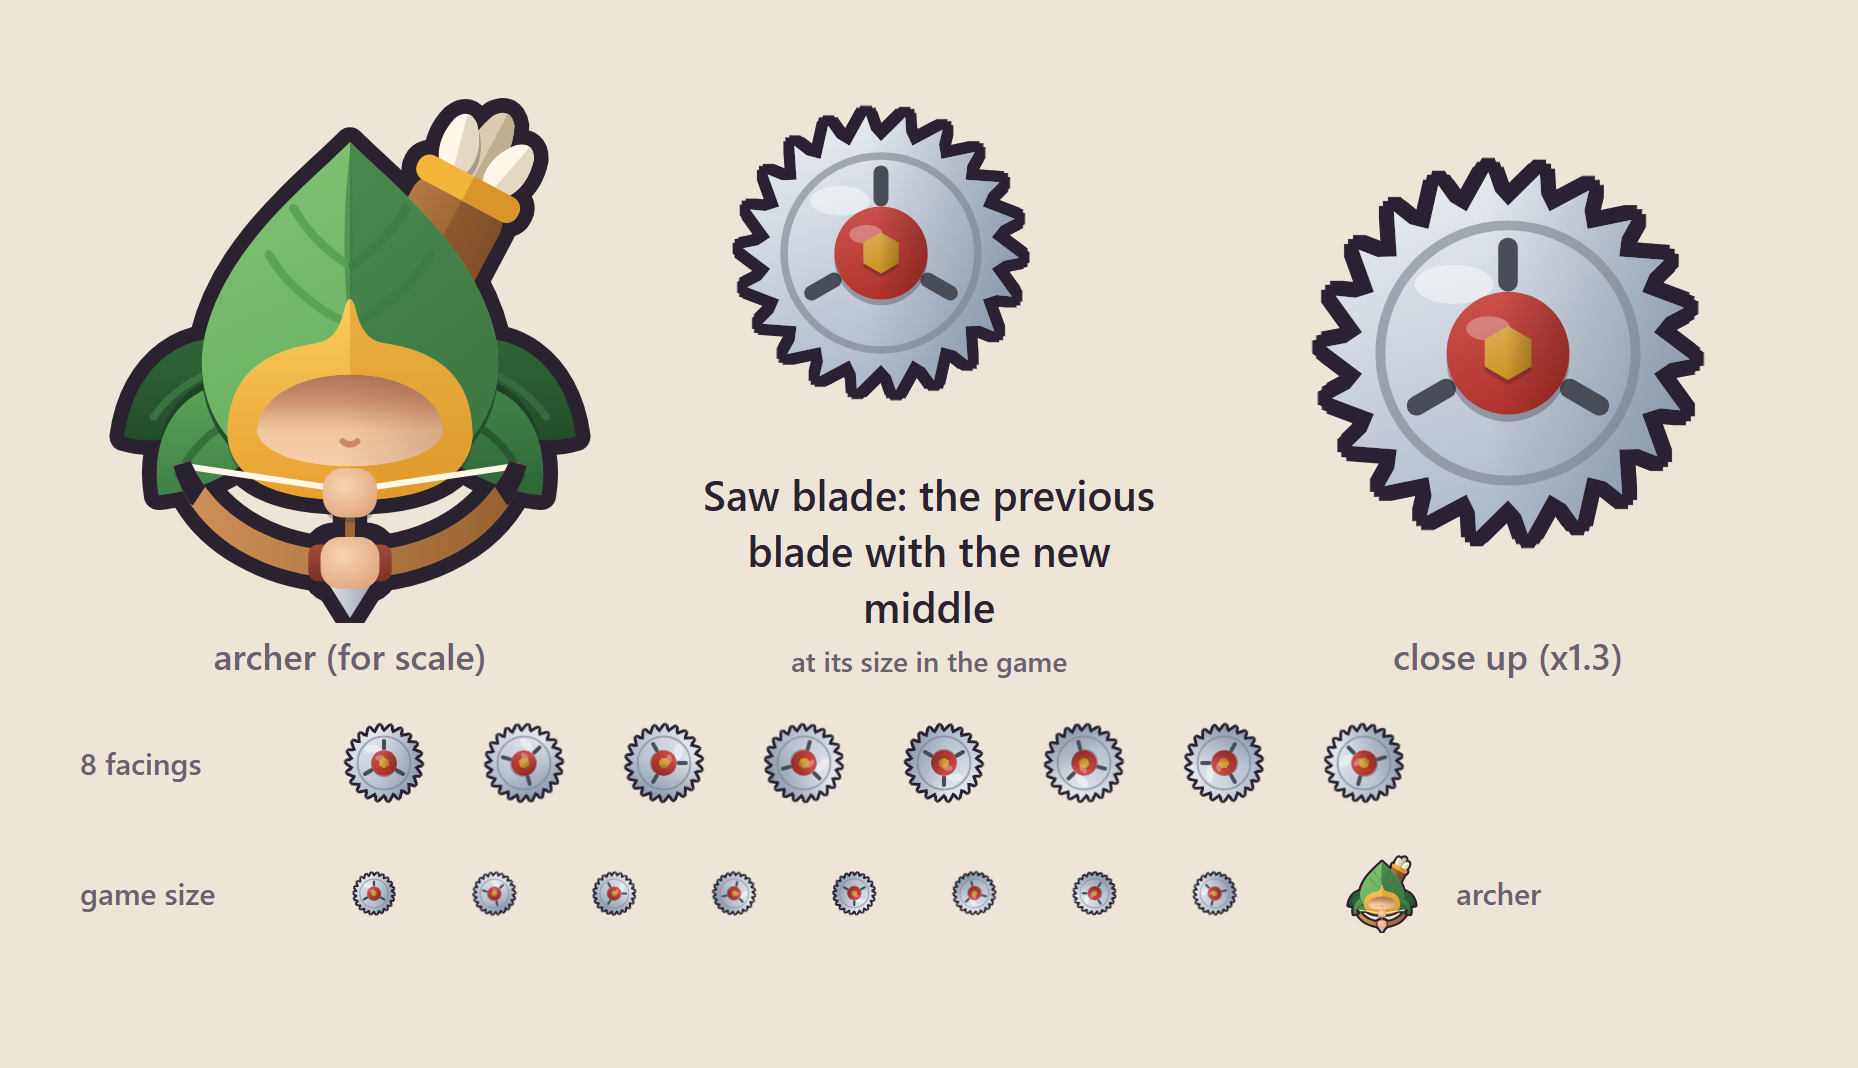 Saw blade: the previous
blade with the new
middle
archer (for scale)
at its size in the game
close up (x1.3)
8 facings
game size
archer